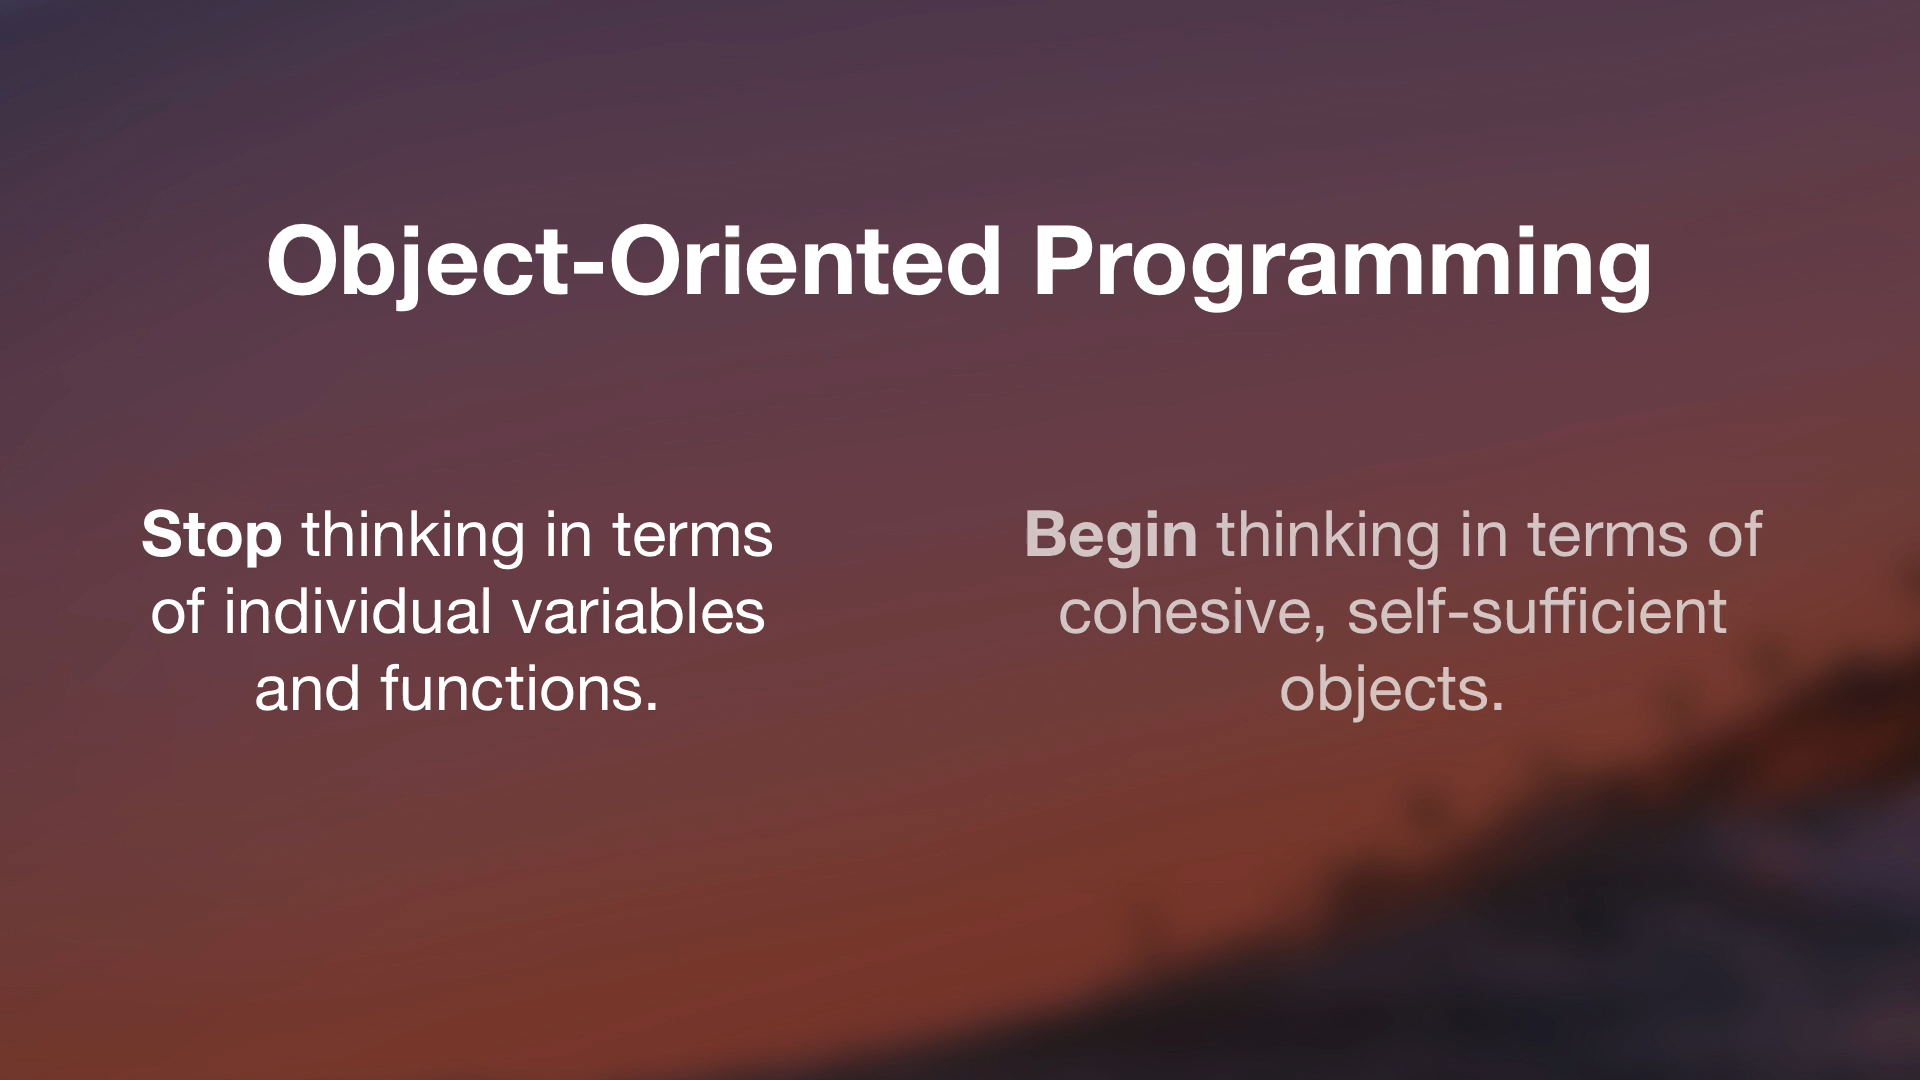 Object-Oriented Programming
Stop thinking in terms
of individual variables
and functions.
Begin thinking in terms of
cohesive, self-sufficient
objects.